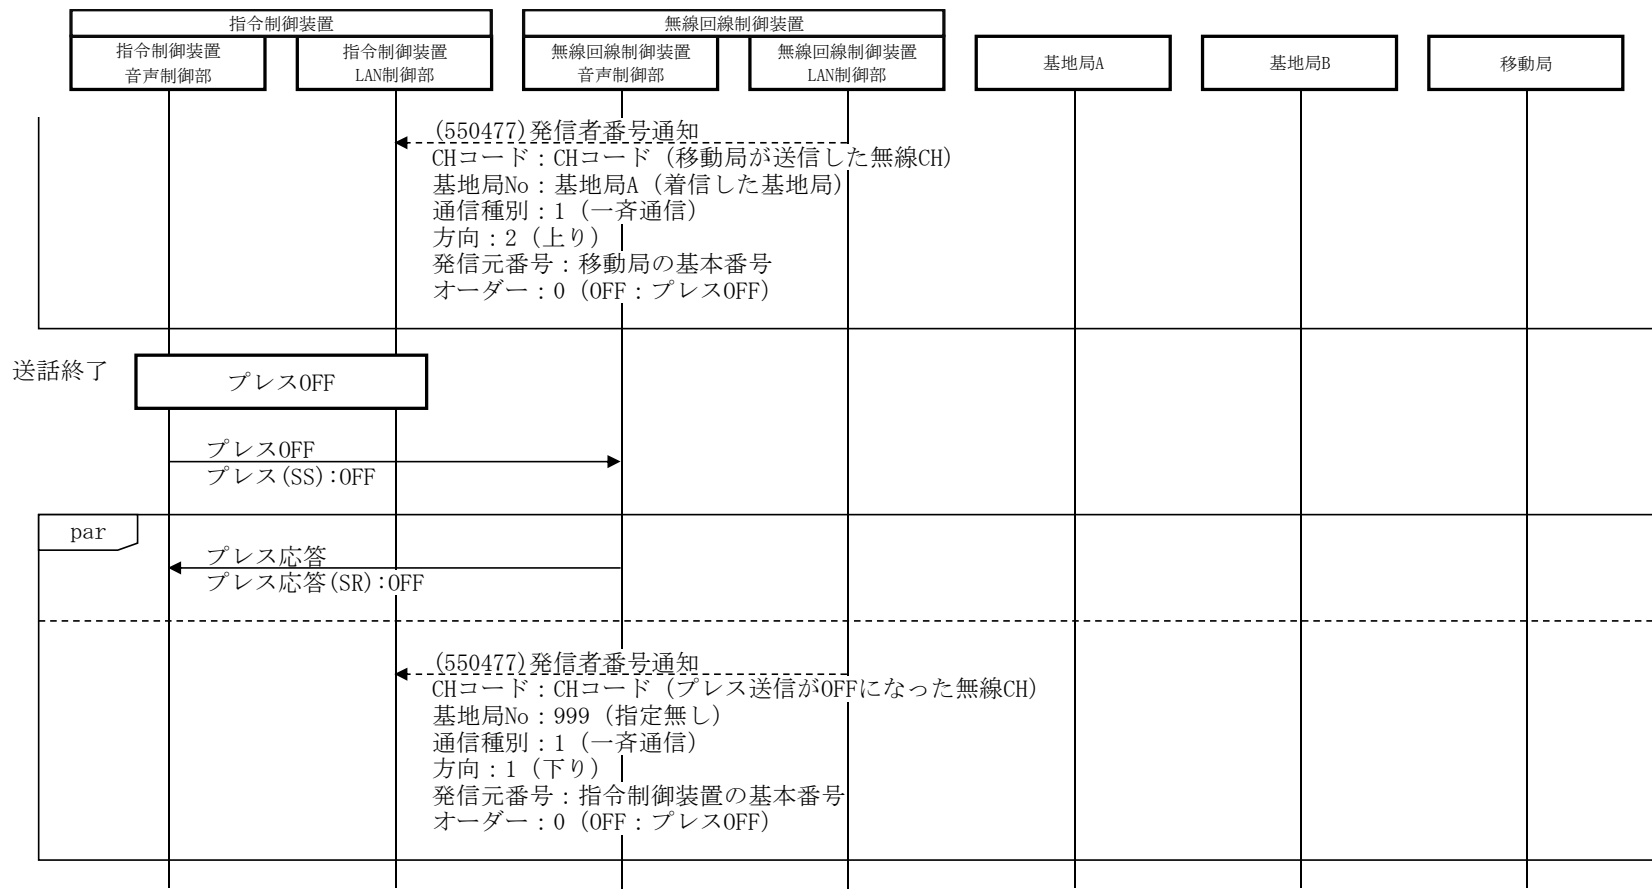 指令制御装置
無線回線制御装置
指令制御装置
音声制御部
指令制御装置
LAN制御部
無線回線制御装置
音声制御部
無線回線制御装置
LAN制御部
基地局A
基地局B
移動局
(550477)発信者番号通知
CHコード：CHコード（移動局が送信した無線CH）
基地局No：基地局A（着信した基地局）
通信種別：1（一斉通信）
方向：2（上り）
発信元番号：移動局の基本番号
オーダー：0（OFF：プレスOFF）
送話終了
プレスOFF
プレスOFF
プレス(SS):OFF
par
プレス応答
プレス応答(SR):OFF
(550477)発信者番号通知
CHコード：CHコード（プレス送信がOFFになった無線CH）
基地局No：999（指定無し）
通信種別：1（一斉通信）
方向：1（下り）
発信元番号：指令制御装置の基本番号
オーダー：0（OFF：プレスOFF）